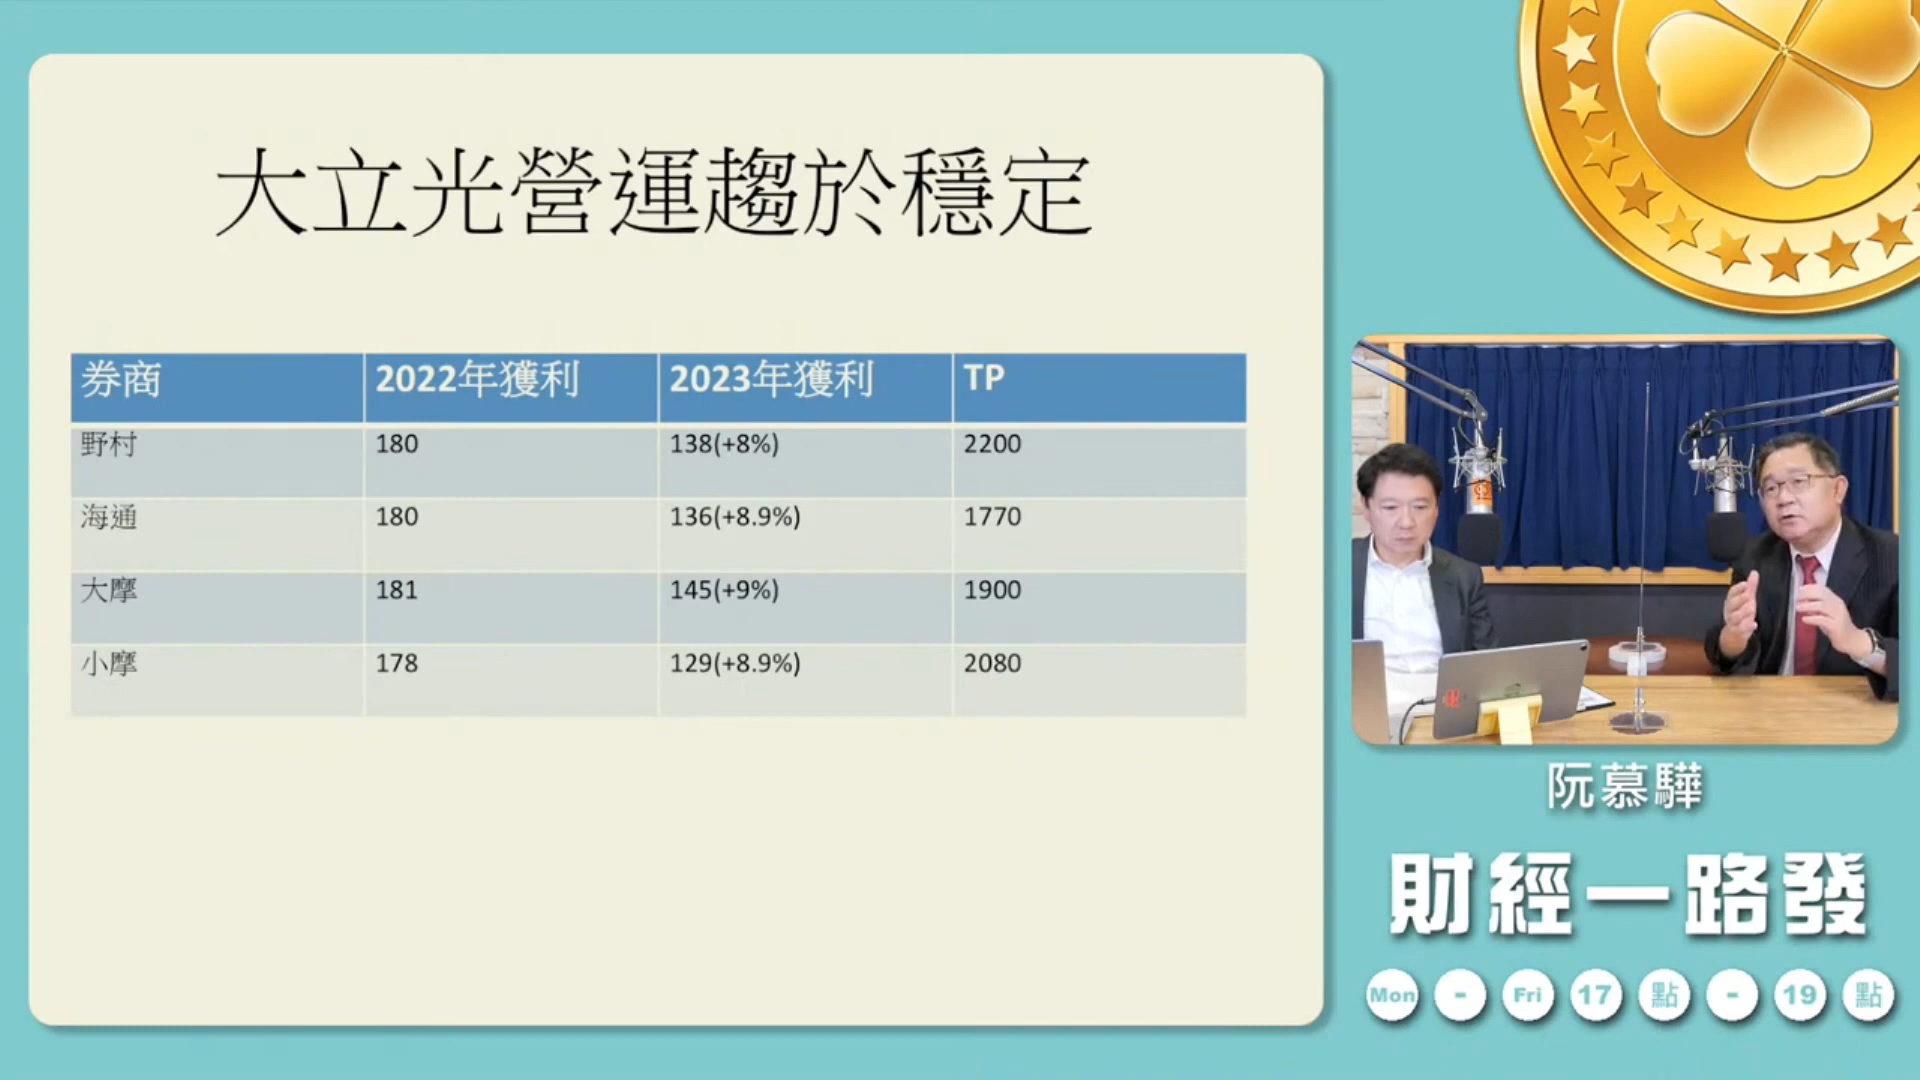 大立光營運趨於穩定
券商 2022年獲利 2023年獲利 TP
野村 180 138(+8%) 2200
海通 180 136(+8.9%) 1770
大摩 181 145(+9%) 1900
小摩 178 129(+8.9%) 2080
阮慕驊
財經一路發
Mon - Fri 17 點 - 19 點